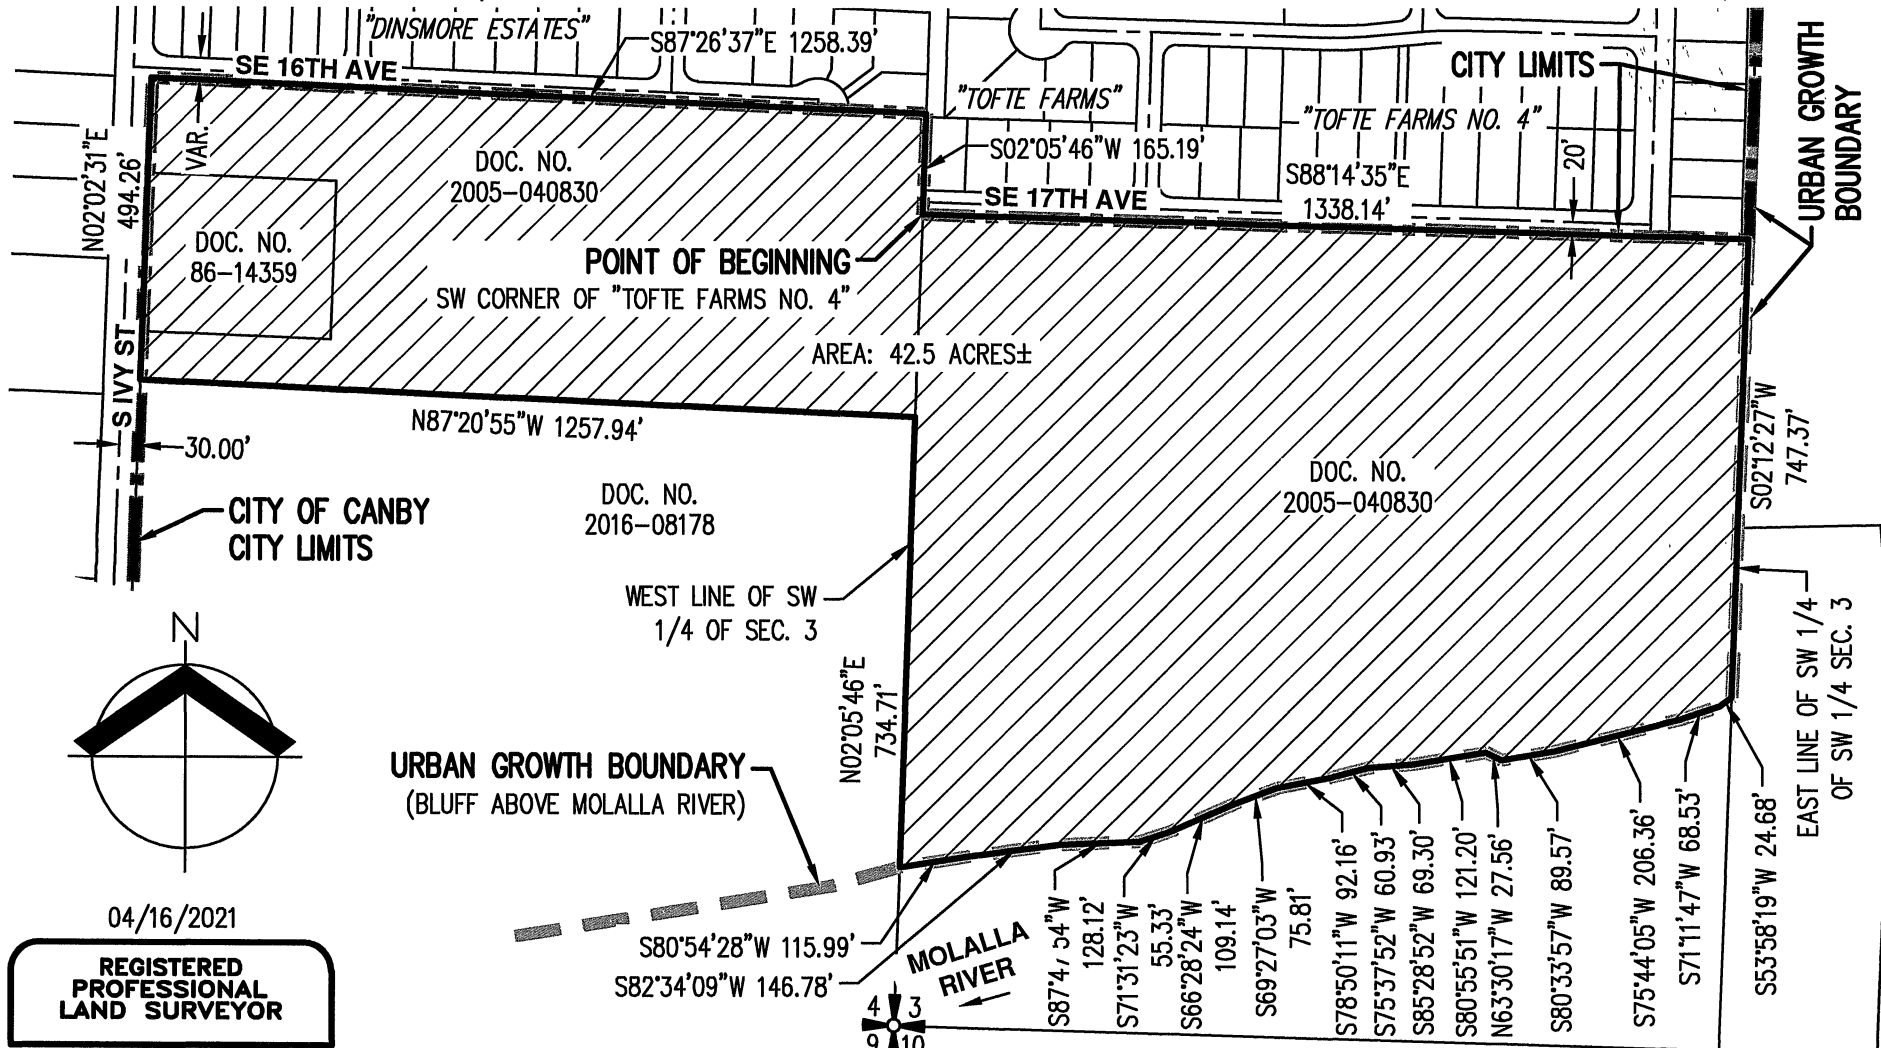 "DINSMORE ESTATES"
S87°26'37"E 1258.39'
SE 16TH AVE
CITY LIMITS
"TOFTE FARMS"
"TOFTE FARMS NO. 4"
URBAN GROWTH
BOUNDARY
N02°02'31"E
494.26'
VAR.
DOC. NO.
2005-040830
S02°05'46"W 165.19'
S88°14'35"E
1338.14'
20'
SE 17TH AVE
DOC. NO.
86-14359
POINT OF BEGINNING
SW CORNER OF "TOFTE FARMS NO. 4"
AREA: 42.5 ACRES±
S IVY ST
N87°20'55"W 1257.94'
30.00'
S02°12'27"W
747.37'
DOC. NO.
2005-040830
DOC. NO.
2016-08178
CITY OF CANBY
CITY LIMITS
WEST LINE OF SW
1/4 OF SEC. 3
EAST LINE OF SW 1/4
OF SW 1/4 SEC. 3
N
N02°05'46"E
734.71'
URBAN GROWTH BOUNDARY
(BLUFF ABOVE MOLALLA RIVER)
04/16/2021
REGISTERED
PROFESSIONAL
LAND SURVEYOR
S80°54'28"W 115.99'
S82°34'09"W 146.78'
MOLALLA
RIVER
128.12'
S71°31'23"W
55.33'
S66°28'24"W
109.14'
S69°27'03"W
75.81'
S78°50'11"W 92.16'
S75°37'52"W 60.93'
S85°28'52"W 69.30'
S80°55'51"W 121.20'
N63°30'17"W 27.56'
S80°33'57"W 89.57'
S75°44'05"W 206.36'
S71°11'47"W 68.53'
S53°58'19"W 24.68'
4 3
9 10